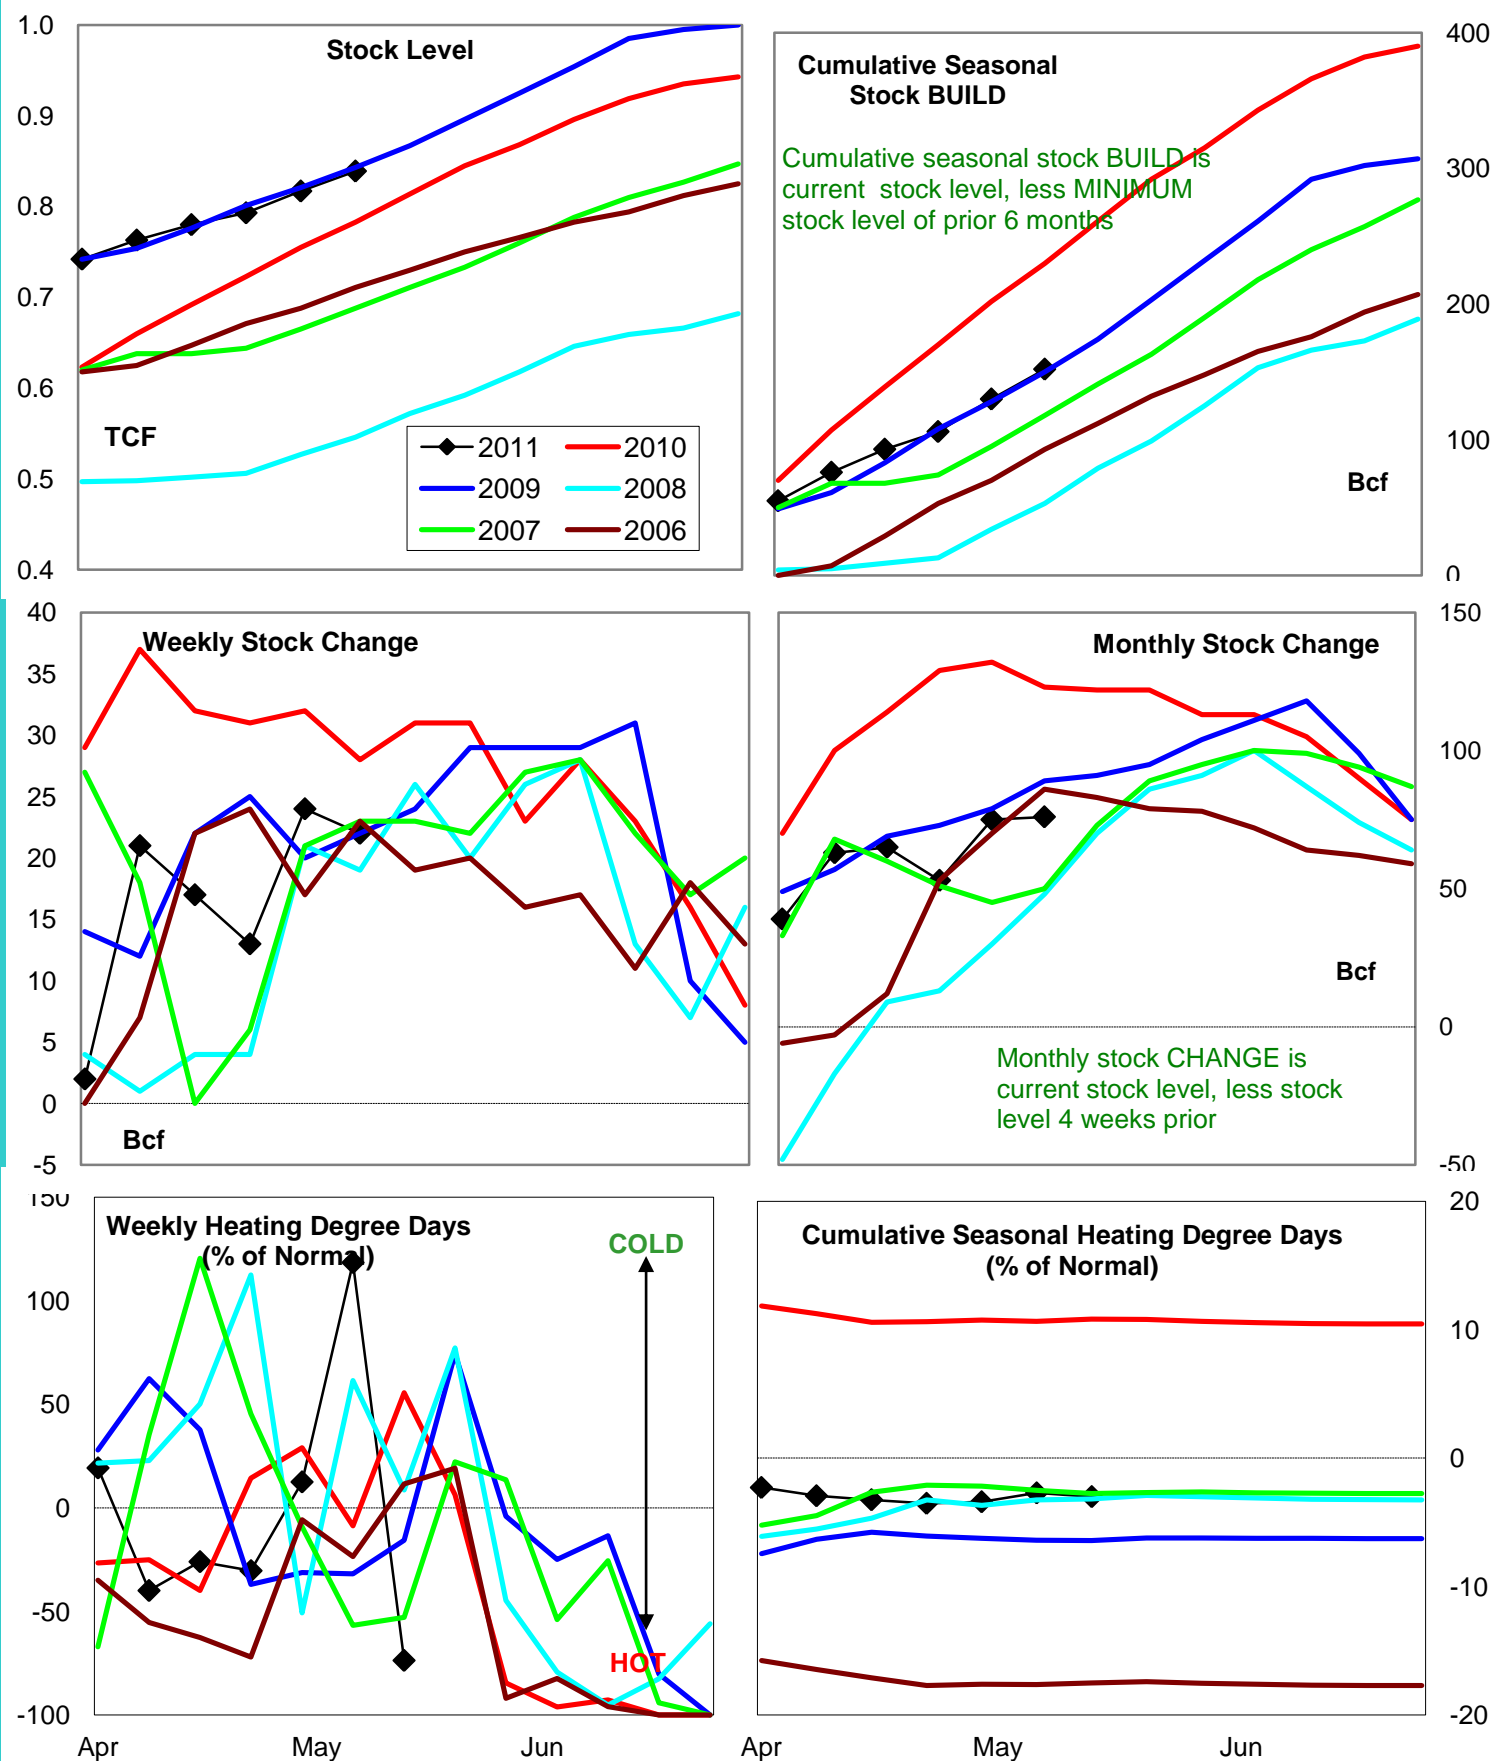 Stock Level
1.0
0.9
0.8
0.7
0.6
0.5
0.4
TCF
2011
2010
2009
2008
2007
2006
Cumulative Seasonal
Stock BUILD
Cumulative seasonal stock BUILD is
current stock level, less MINIMUM
stock level of prior 6 months
400
300
200
100
0
Bcf
Weekly Stock Change
40
35
30
25
20
15
10
5
0
-5
Bcf
Monthly Stock Change
150
100
50
0
-50
Bcf
Monthly stock CHANGE is
current stock level, less stock
level 4 weeks prior
Weekly Heating Degree Days
(% of Normal)
150
100
50
0
-50
-100
COLD
HOT
Apr
May
Jun
Cumulative Seasonal Heating Degree Days
(% of Normal)
20
10
0
-10
-20
Apr
May
Jun